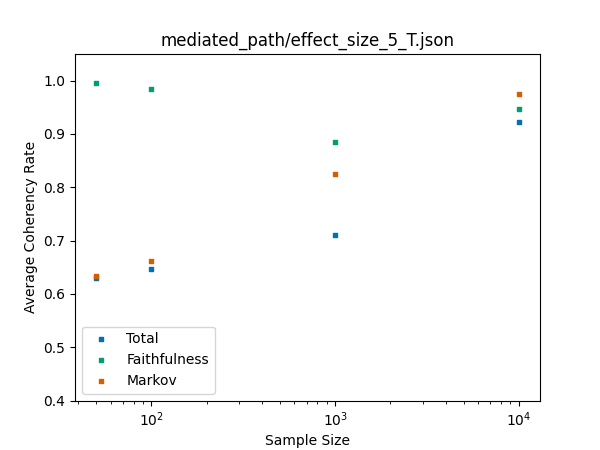 mediated_path/effect_size_5_T.json
1.0
0.9
0.8
0.7
0.6
0.5
0.4
Average Coherency Rate
Total
Faithfulness
Markov
10² 10³ 10⁴
Sample Size